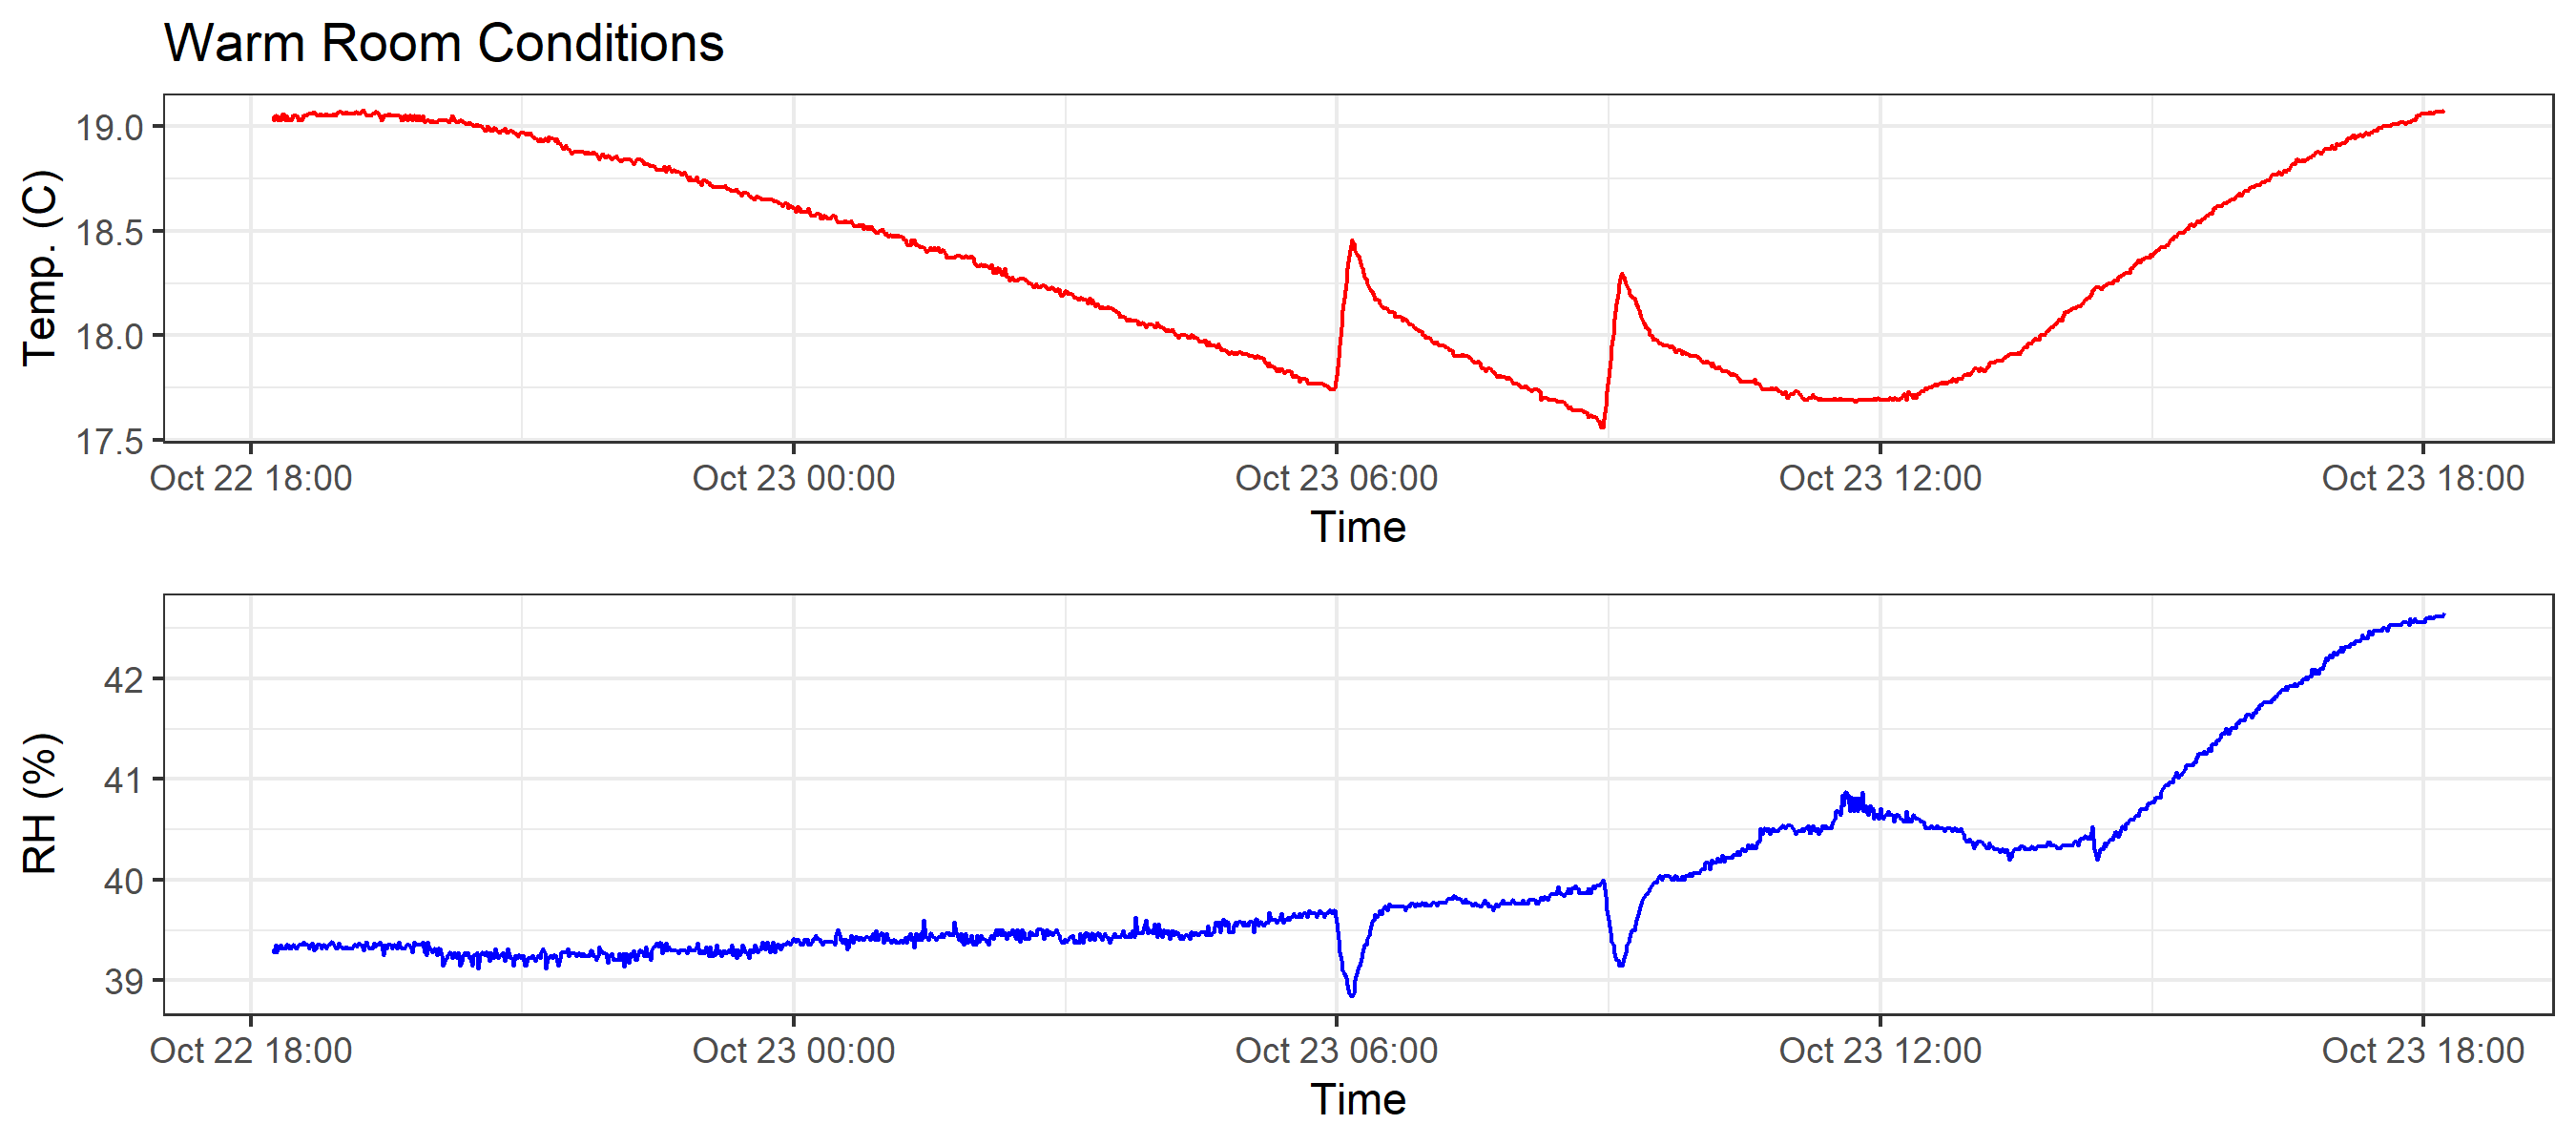 Warm Room Conditions
Temp. (C)
19.0
18.5
18.0
17.5
Oct 22 18:00 Oct 23 00:00 Oct 23 06:00 Oct 23 12:00 Oct 23 18:00
Time
RH (%)
42
41
40
39
Oct 22 18:00 Oct 23 00:00 Oct 23 06:00 Oct 23 12:00 Oct 23 18:00
Time